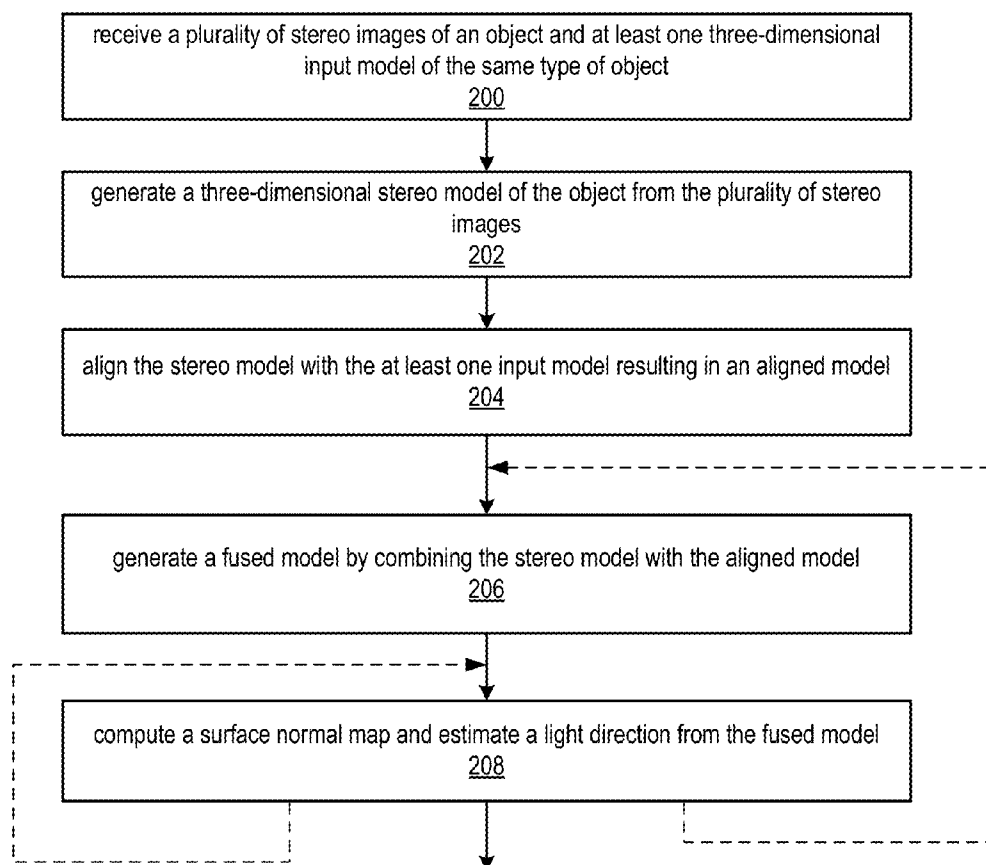 receive a plurality of stereo images of an object and at least one three-dimensional
input model of the same type of object
200
generate a three-dimensional stereo model of the object from the plurality of stereo
images
202
align the stereo model with the at least one input model resulting in an aligned model
204
generate a fused model by combining the stereo model with the aligned model
206
compute a surface normal map and estimate a light direction from the fused model
208